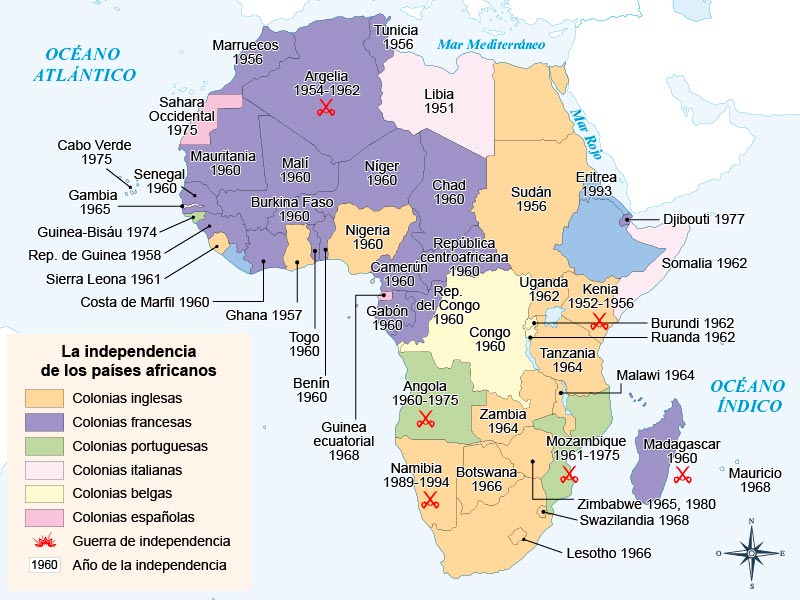 OCÉANO
ATLÁNTICO
Mar Mediterráneo
Mar Rojo
OCÉANO
ÍNDICO
Tunicia
1956
Marruecos
1956
Argelia
1954-1962
Libia
1951
Sahara
Occidental
1975
Cabo Verde
1975
Mauritania
1960
Malí
1960
Níger
1960
Chad
1960
Sudán
1956
Eritrea
1993
Djibouti 1977
Somalia 1962
Senegal
1960
Gambia
1965
Guinea-Bisáu 1974
Rep. de Guinea 1958
Sierra Leona 1961
Costa de Marfil 1960
Burkina Faso
1960
Ghana 1957
Togo
1960
Benín
1960
Nigeria
1960
Camerún
1960
República
centroafricana
1960
Guinea
ecuatorial
1968
Gabón
1960
Rep.
del Congo
1960
Congo
1960
Uganda
1962
Kenia
1952-1956
Burundi 1962
Ruanda 1962
Tanzania
1964
Malawi 1964
Angola
1960-1975
Zambia
1964
Mozambique
1961-1975
Madagascar
1960
Mauricio
1968
Namibia
1989-1994
Botswana
1966
Zimbabwe 1965, 1980
Swazilandia 1968
Lesotho 1966
La independencia
de los países africanos
Colonias inglesas
Colonias francesas
Colonias portuguesas
Colonias italianas
Colonias belgas
Colonias españolas
Guerra de independencia
1960 Año de la independencia
N
O E
S